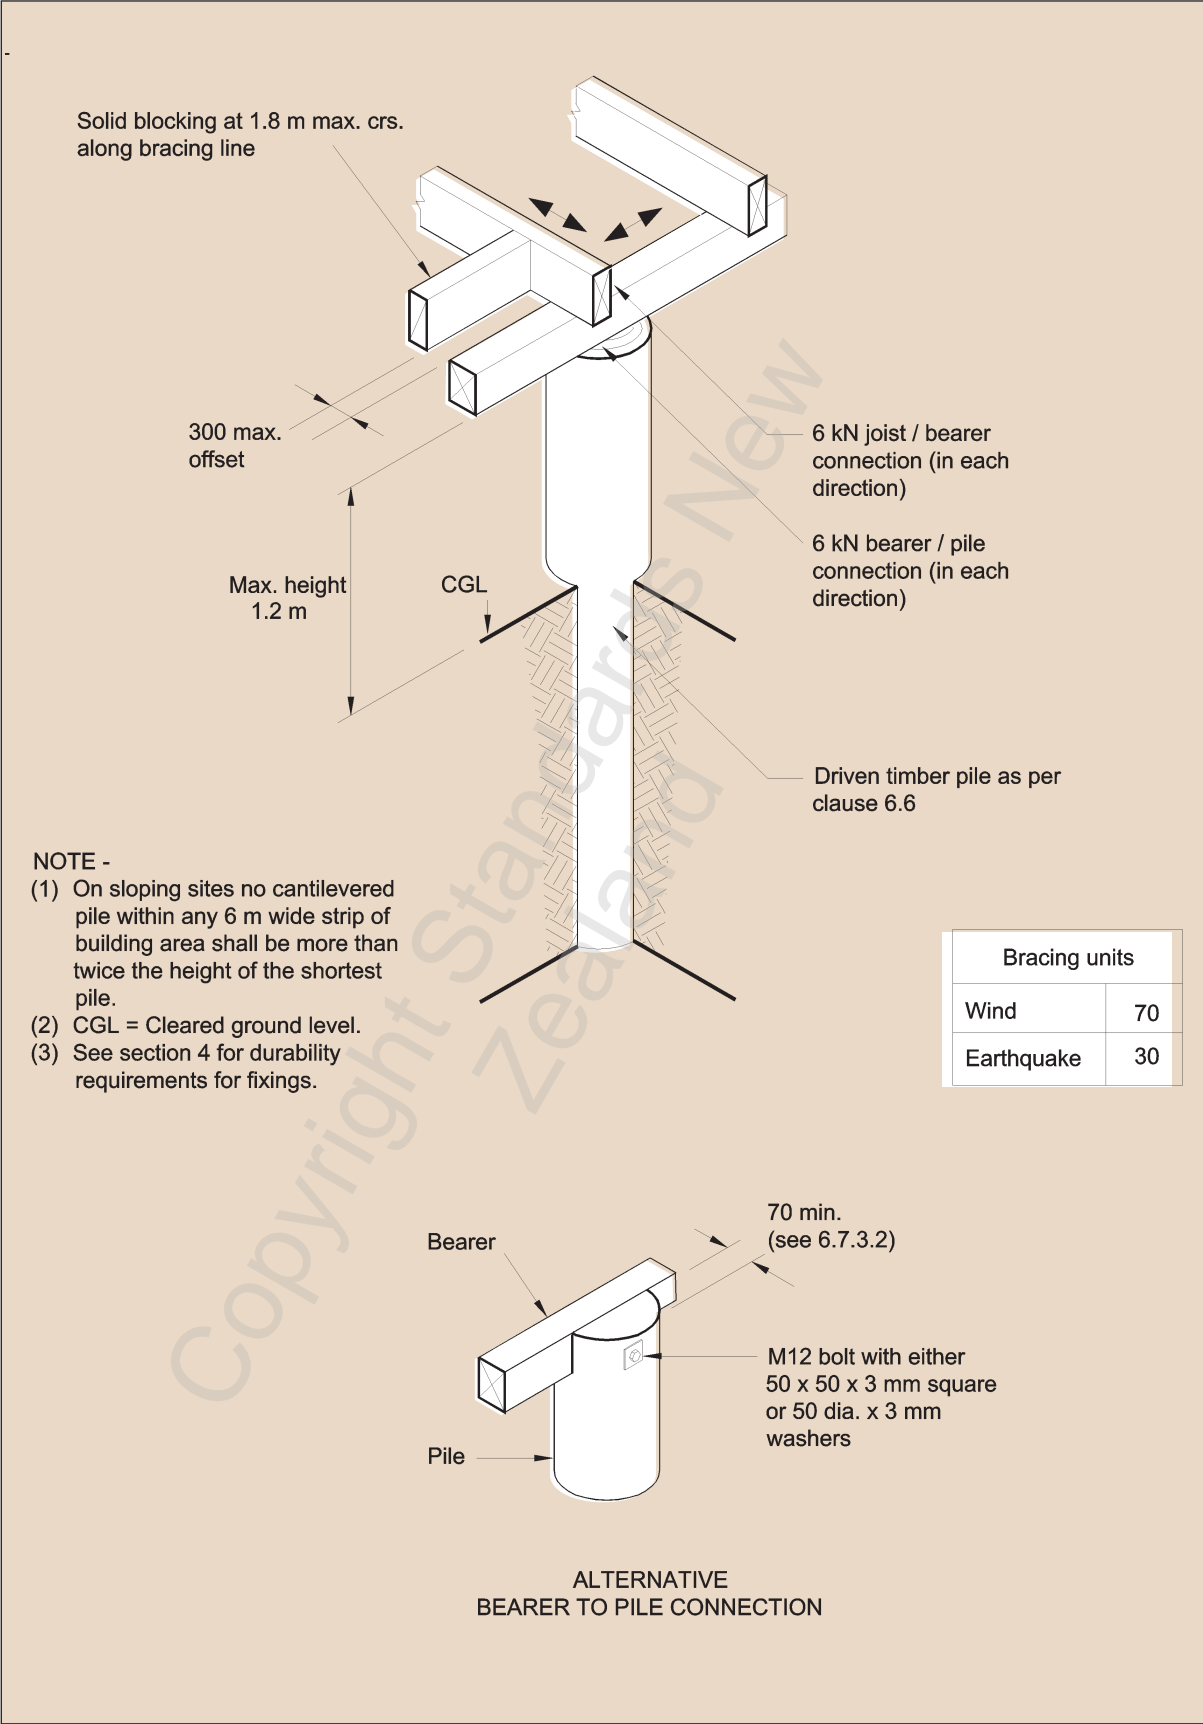 Solid blocking at 1.8 m max. crs.
along bracing line
300 max.
offset
6 kN joist / bearer
connection (in each
direction)
6 kN bearer / pile
connection (in each
direction)
Max. height
1.2 m
CGL
Driven timber pile as per
clause 6.6
NOTE -
(1) On sloping sites no cantilevered
pile within any 6 m wide strip of
building area shall be more than
twice the height of the shortest
pile.
(2) CGL = Cleared ground level.
(3) See section 4 for durability
requirements for fixings.
Bracing units
Wind 70
Earthquake 30
Copyright Standards New
Zealand
70 min.
(see 6.7.3.2)
Bearer
M12 bolt with either
50 x 50 x 3 mm square
or 50 dia. x 3 mm
washers
Pile
ALTERNATIVE
BEARER TO PILE CONNECTION